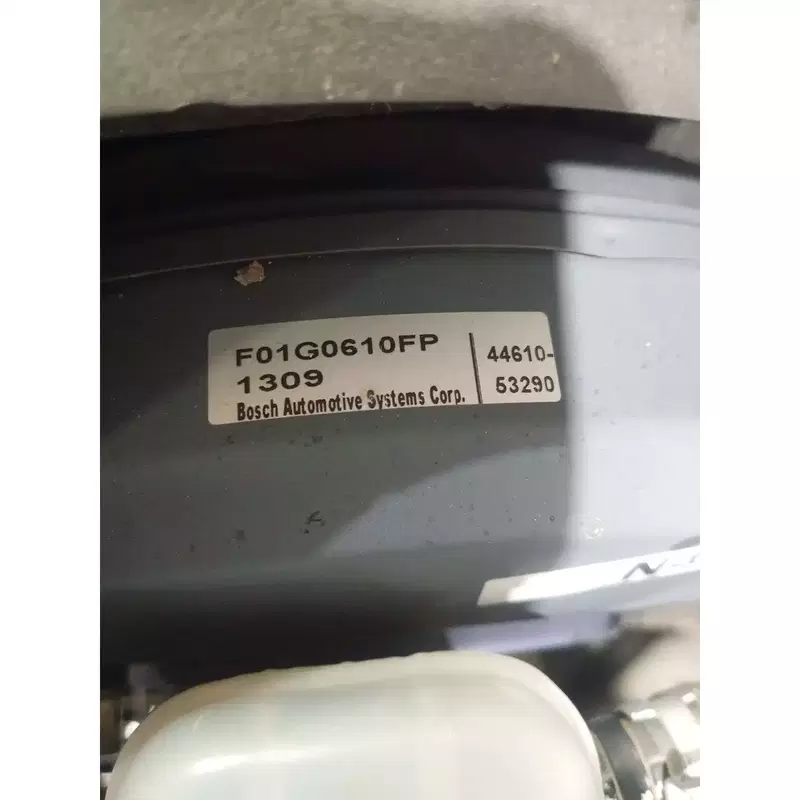 F01G0610FP
1309
Bosch Automotive Systems Corp.
44610-
53290